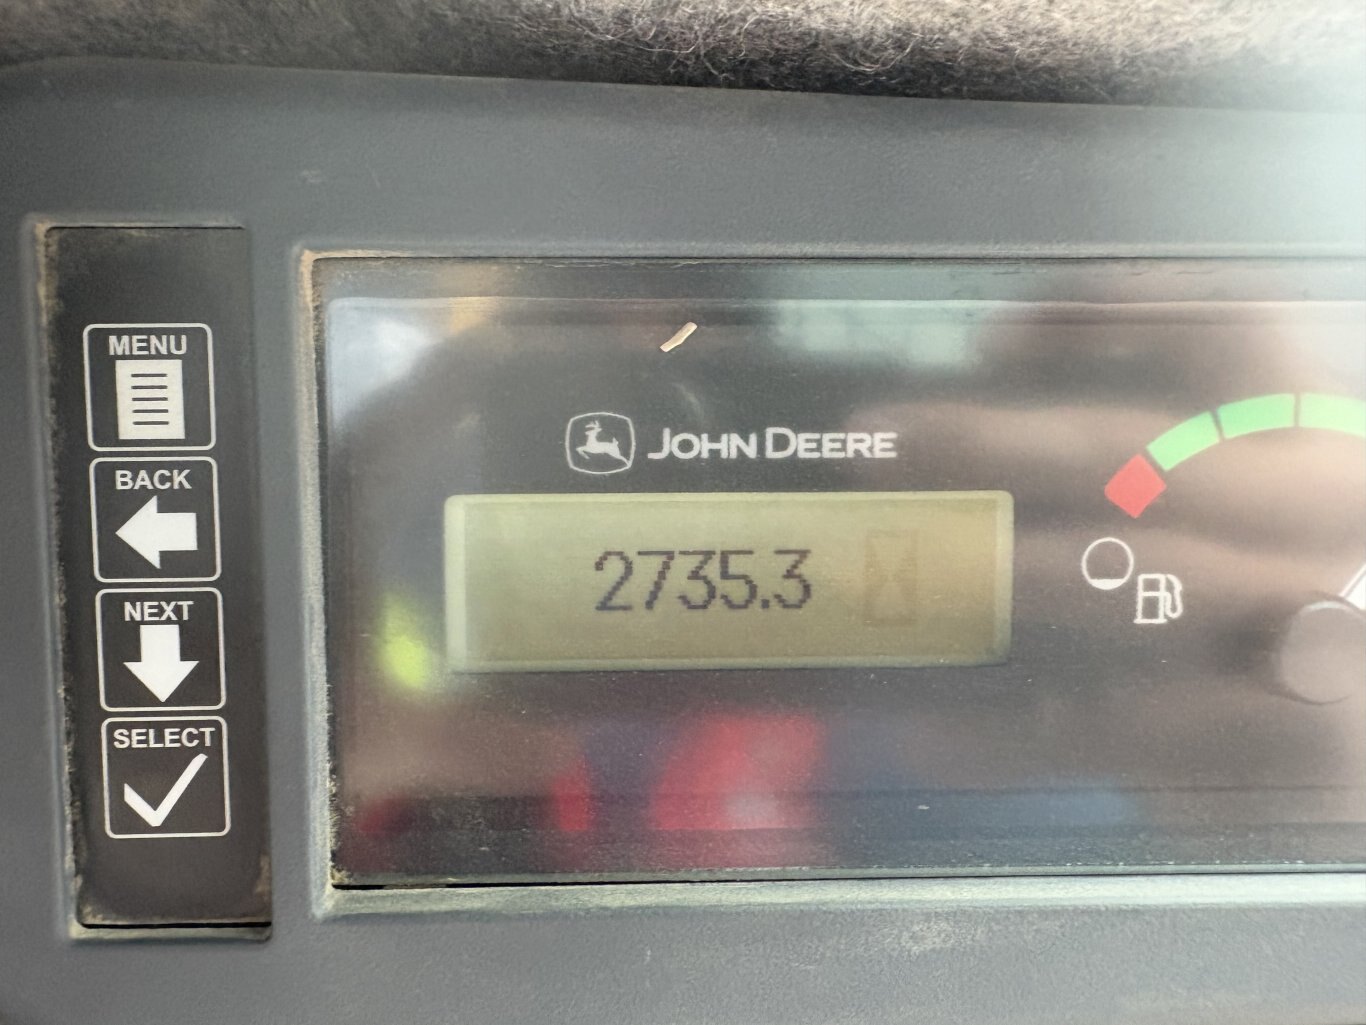 MENU
BACK
NEXT
SELECT
JOHN DEERE
2735.3